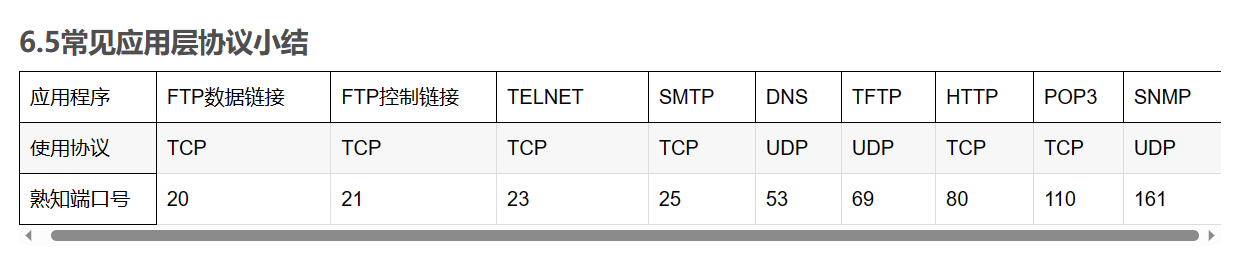 6.5常见应用层协议小结
应用程序 FTP数据链接 FTP控制链接 TELNET SMTP DNS TFTP HTTP POP3 SNMP
使用协议 TCP TCP TCP TCP UDP UDP TCP TCP UDP
熟知端口号 20 21 23 25 53 69 80 110 161